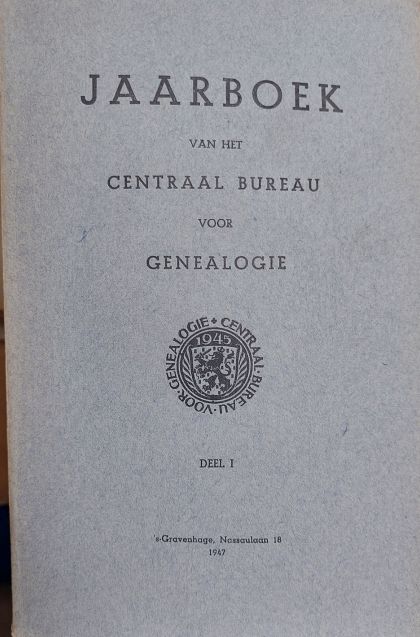 JAARBOEK
VAN HET
CENTRAAL BUREAU
VOOR
GENEALOGIE
CENTRAAL·BUREAU·VOOR·GENEALOGIE
1945
DEEL I
's-Gravenhage, Nassaulaan 18
1947